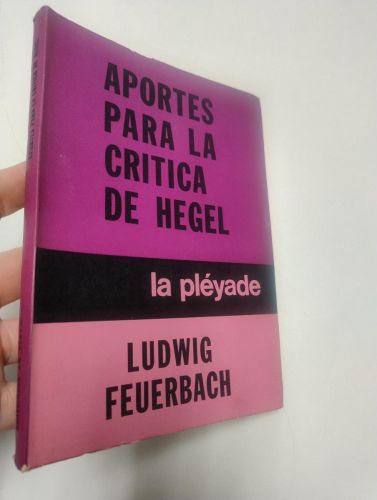 APORTES
PARA LA
CRITICA
DE HEGEL
la pléyade
LUDWIG
FEUERBACH